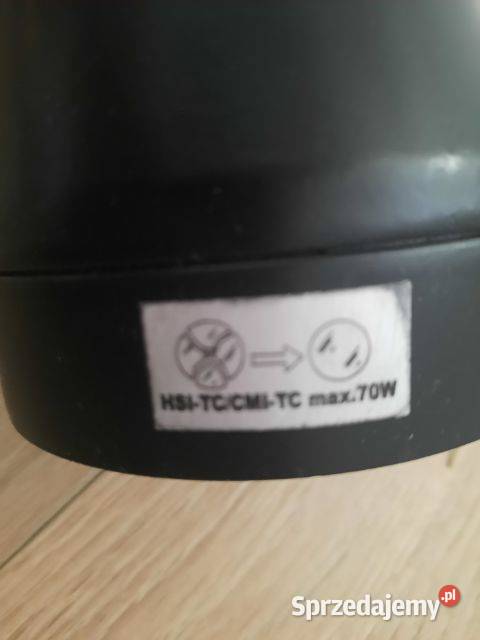 HSI-TC/CMI-TC max.70W
Sprzedajemy.pl